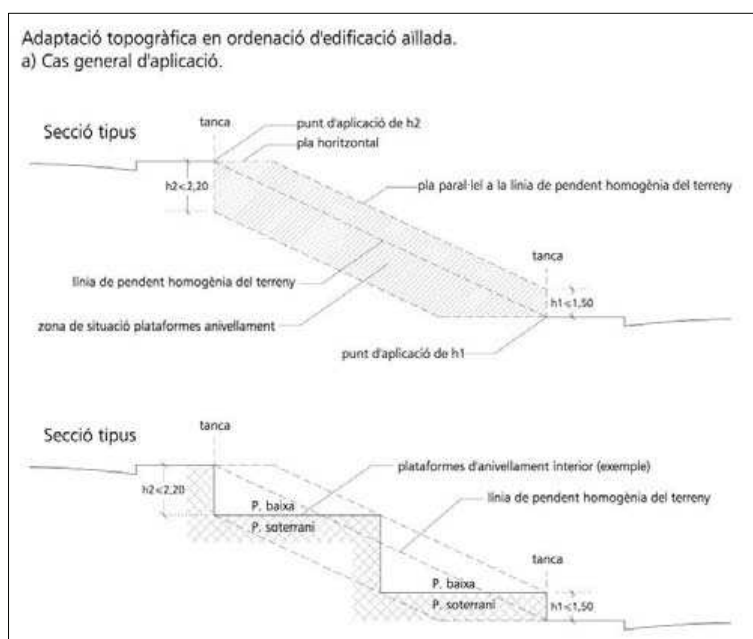 Adaptació topogràfica en ordenació d'edificació aïllada.
a) Cas general d'aplicació.
Secció tipus
tanca
punt d'aplicació de h2
pla horitzontal
h2<2,20
pla paral·lel a la línia de pendent homogènia del terreny
tanca
línia de pendent homogènia del terreny
h1<1,50
zona de situació plataformes anivellament
punt d'aplicació de h1
Secció tipus
tanca
plataformes d'anivellament interior (exemple)
h2<2,20
línia de pendent homogènia del terreny
P. baixa
P. soterrani
tanca
P. baixa
P. soterrani
h1<1,50